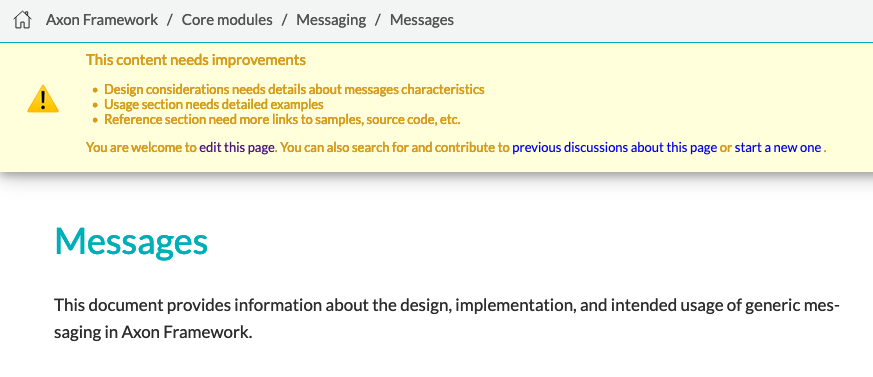 Axon Framework / Core modules / Messaging / Messages
This content needs improvements
• Design considerations needs details about messages characteristics
• Usage section needs detailed examples
• Reference section need more links to samples, source code, etc.
You are welcome to edit this page. You can also search for and contribute to previous discussions about this page or start a new one .
Messages
This document provides information about the design, implementation, and intended usage of generic mes-
saging in Axon Framework.